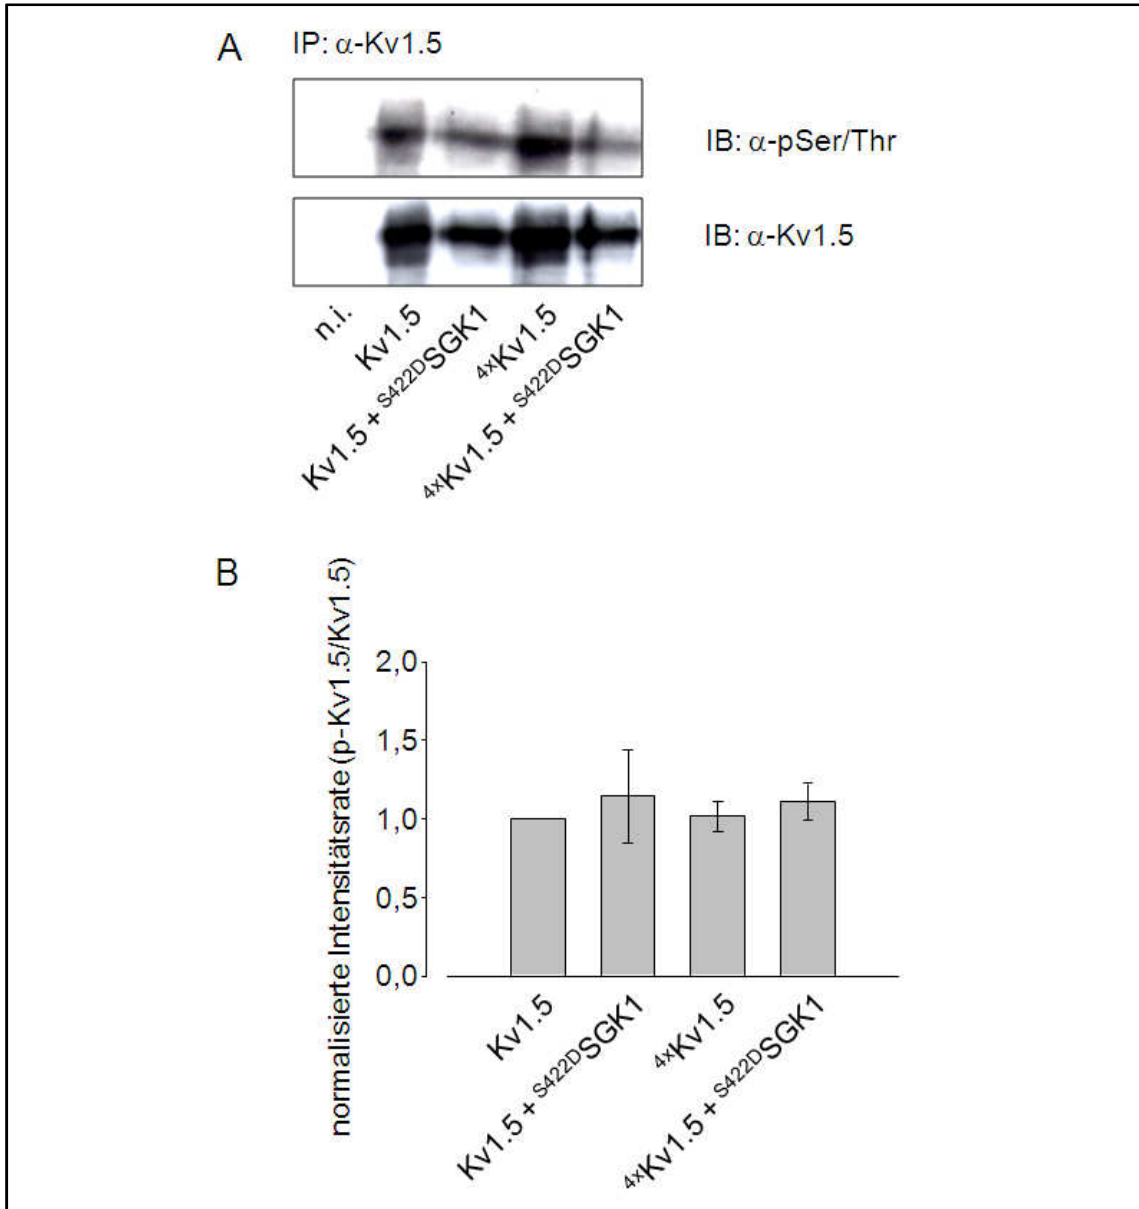 A
IP: α-Kv1.5
IB: α-pSer/Thr
IB: α-Kv1.5
n.i.
Kv1.5
Kv1.5 + S422DSGK1
4xKv1.5
4xKv1.5 + S422DSGK1
B
normalisierte Intensitätsrate (p-Kv1.5/Kv1.5)
2,0
1,5
1,0
0,5
0,0
Kv1.5
Kv1.5 + S422DSGK1
4xKv1.5
4xKv1.5 + S422DSGK1